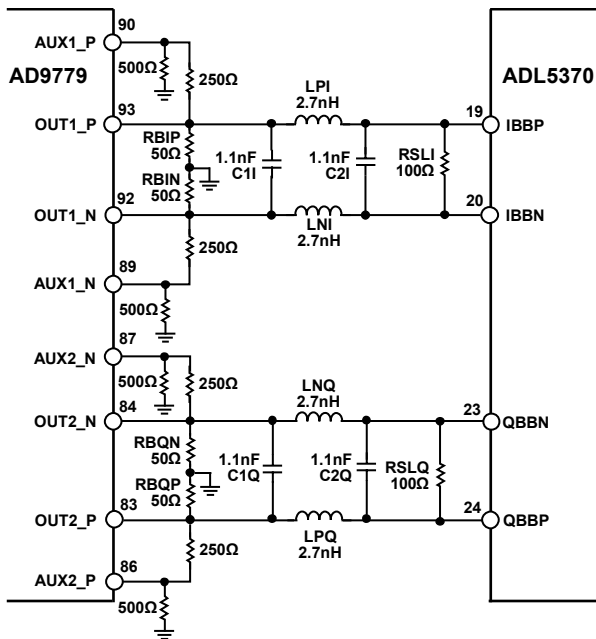 90
AUX1_P
AD9779
500Ω
250Ω
93
OUT1_P
RBIP
50Ω
RBIN
50Ω
92
OUT1_N
250Ω
89
AUX1_N
500Ω
LPI
2.7nH
1.1nF
C1I
1.1nF
C2I
RSLI
100Ω
LNI
2.7nH
ADL5370
19
IBBP
20
IBBN
87
AUX2_N
500Ω
250Ω
84
OUT2_N
RBQN
50Ω
RBQP
50Ω
83
OUT2_P
250Ω
86
AUX2_P
500Ω
LNQ
2.7nH
1.1nF
C1Q
1.1nF
C2Q
RSLQ
100Ω
LPQ
2.7nH
23
QBBN
24
QBBP